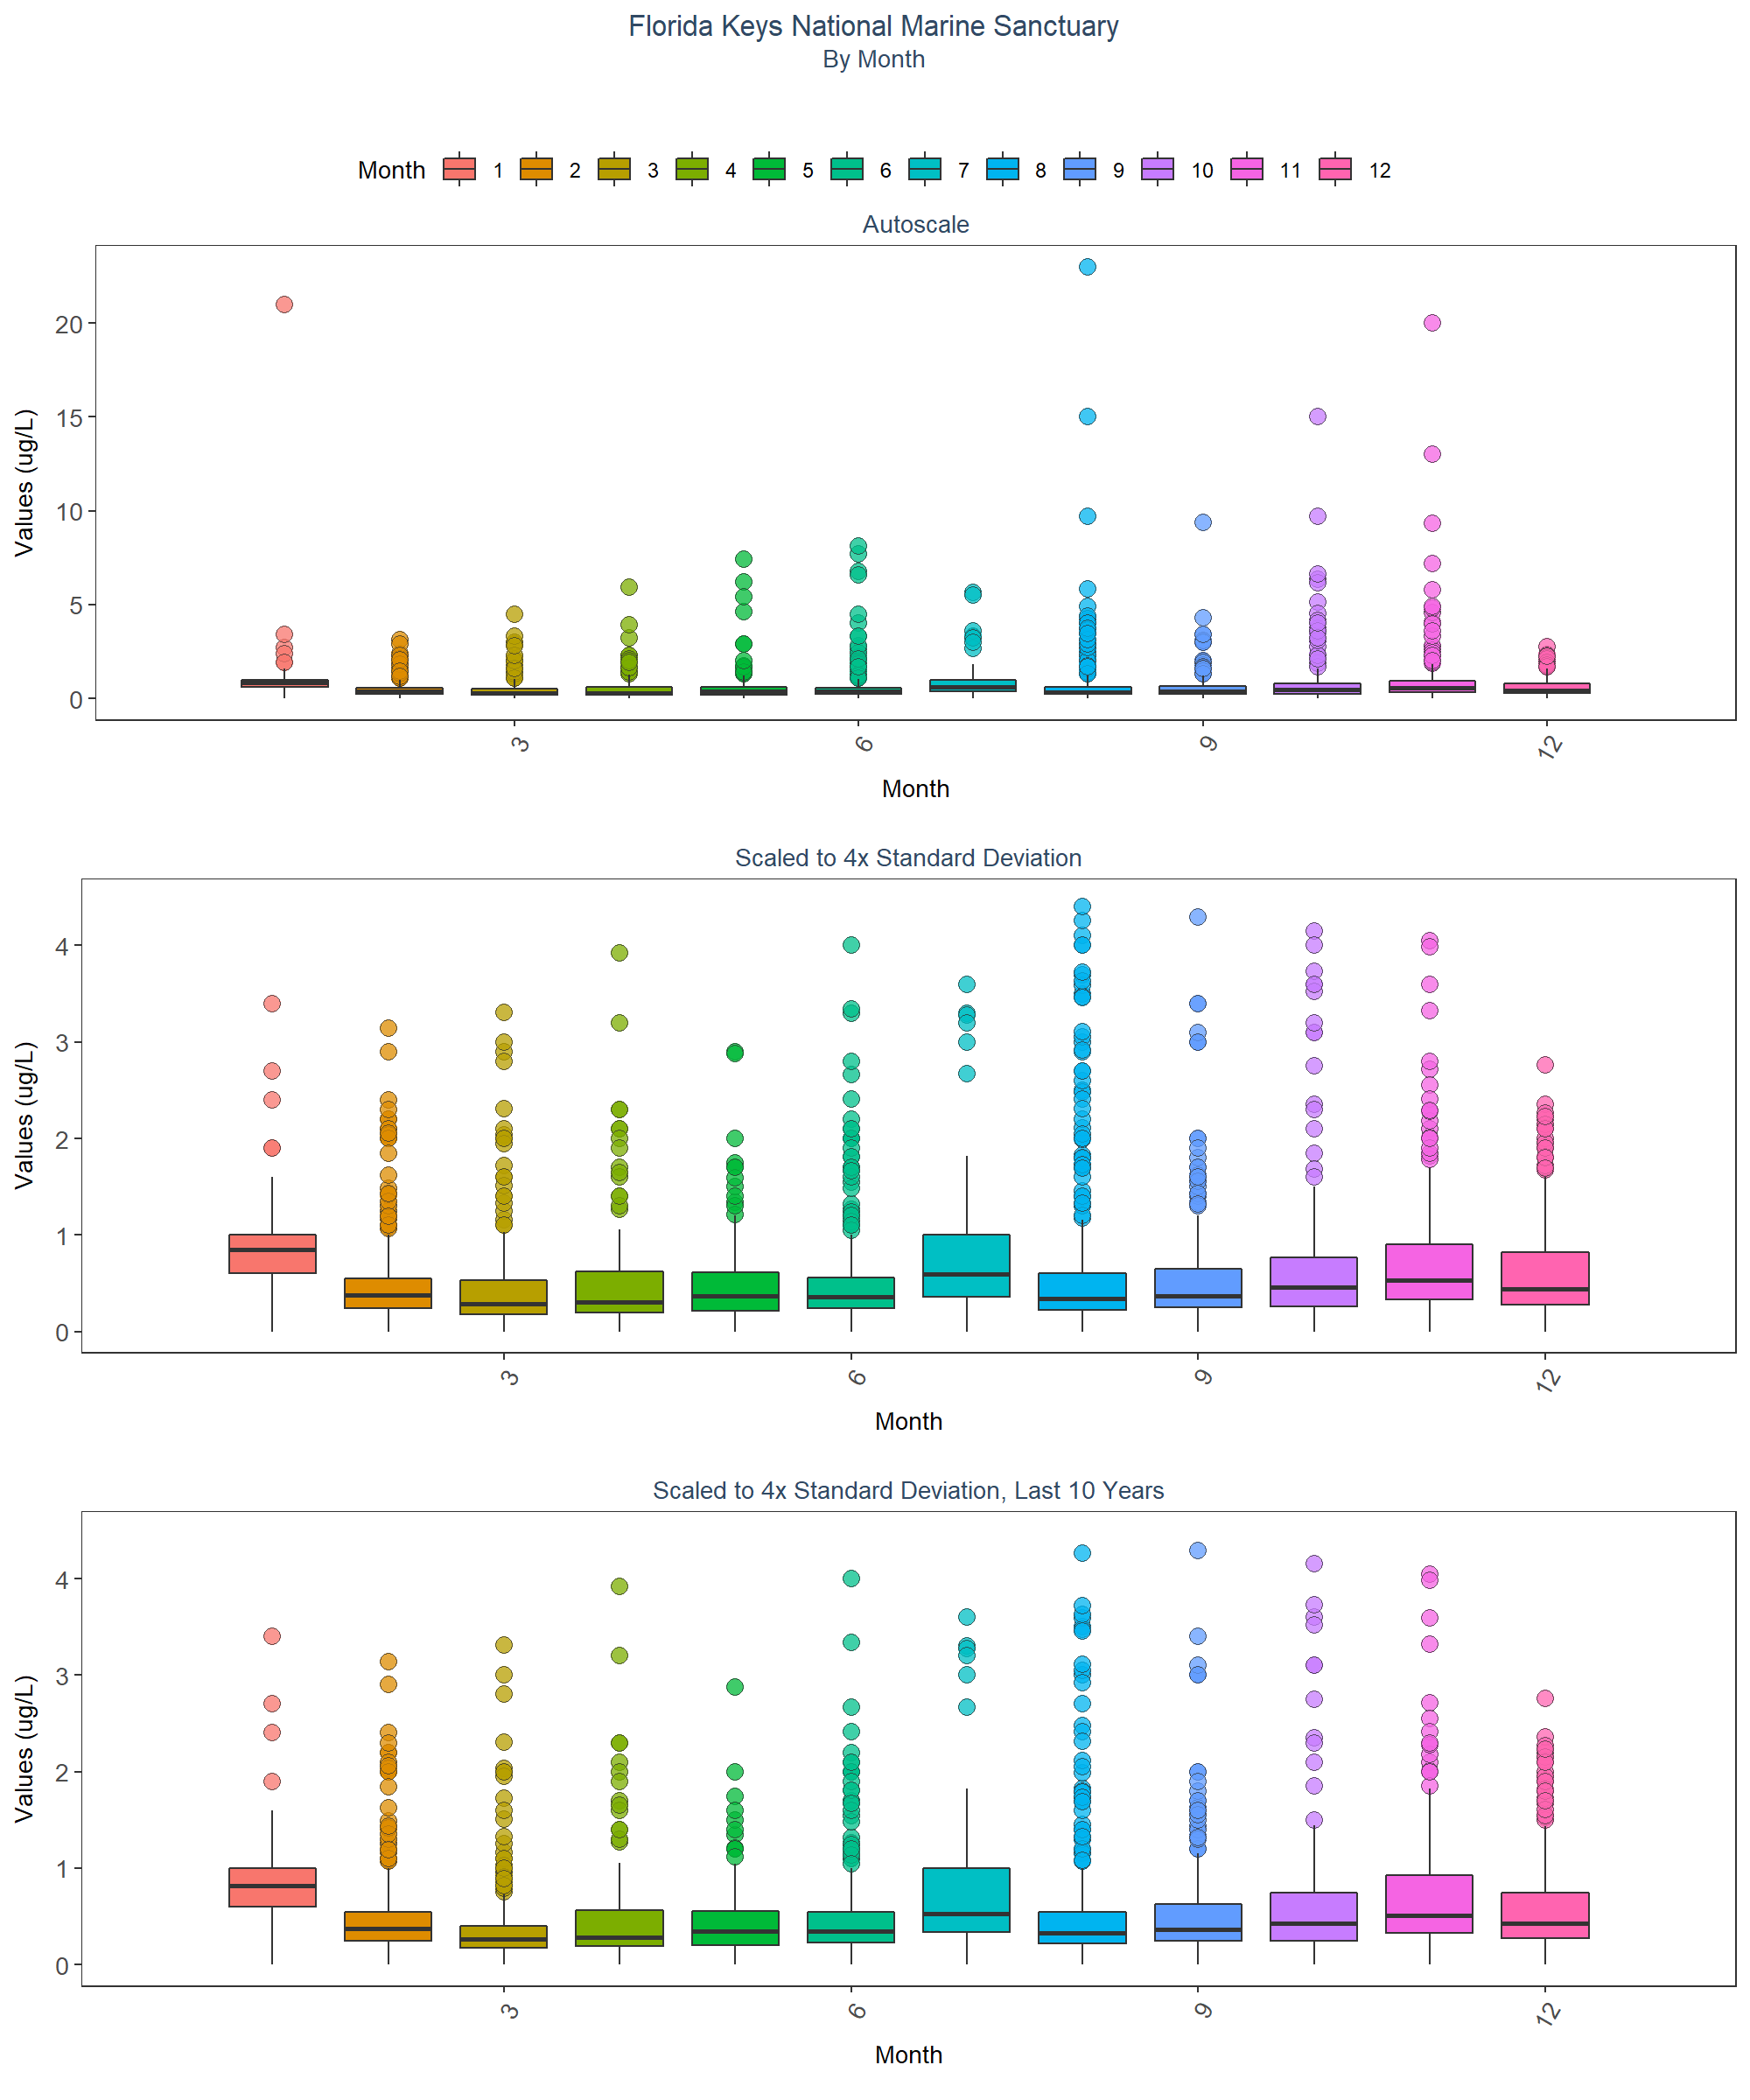 Florida Keys National Marine Sanctuary
By Month
Month 1 2 3 4 5 6 7 8 9 10 11 12
Autoscale
Values (ug/L)
20
15
10
5
0
3 6 9 12
Month
Scaled to 4x Standard Deviation
Values (ug/L)
4
3
2
1
0
3 6 9 12
Month
Scaled to 4x Standard Deviation, Last 10 Years
Values (ug/L)
4
3
2
1
0
3 6 9 12
Month